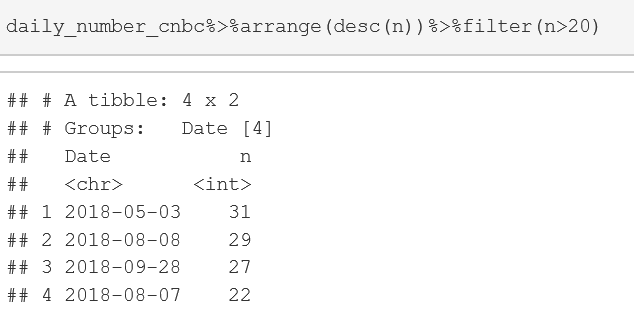 daily_number_cnbc%>%arrange(desc(n))%>%filter(n>20)
## # A tibble: 4 x 2
## # Groups:   Date [4]
##   Date           n
##   <chr>      <int>
## 1 2018-05-03    31
## 2 2018-08-08    29
## 3 2018-09-28    27
## 4 2018-08-07    22